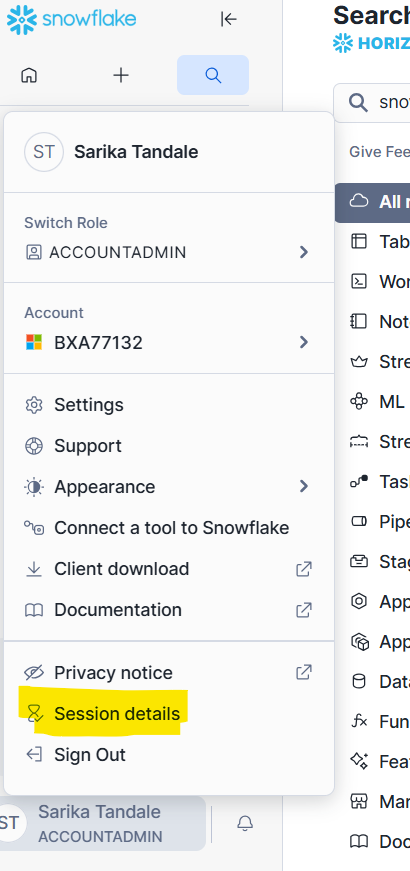 snowflake
Search
HORIZ
snow
Give Fee
ST
Sarika Tandale
Switch Role
ACCOUNTADMIN
Account
BXA77132
Settings
Support
Appearance
Connect a tool to Snowflake
Client download
Documentation
Privacy notice
Session details
Sign Out
ST
Sarika Tandale
ACCOUNTADMIN
All
Tab
Wor
Not
Stre
ML
Stre
Tas
Pipe
Stag
App
App
Data
Fun
Fea
Mar
Doc